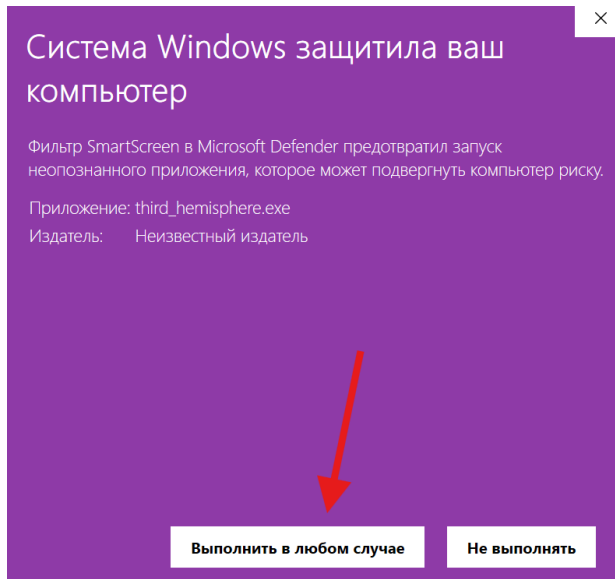 Система Windows защитила ваш
компьютер
Фильтр SmartScreen в Microsoft Defender предотвратил запуск
неопознанного приложения, которое может подвергнуть компьютер риску.
Приложение: third_hemisphere.exe
Издатель: Неизвестный издатель
Выполнить в любом случае Не выполнять